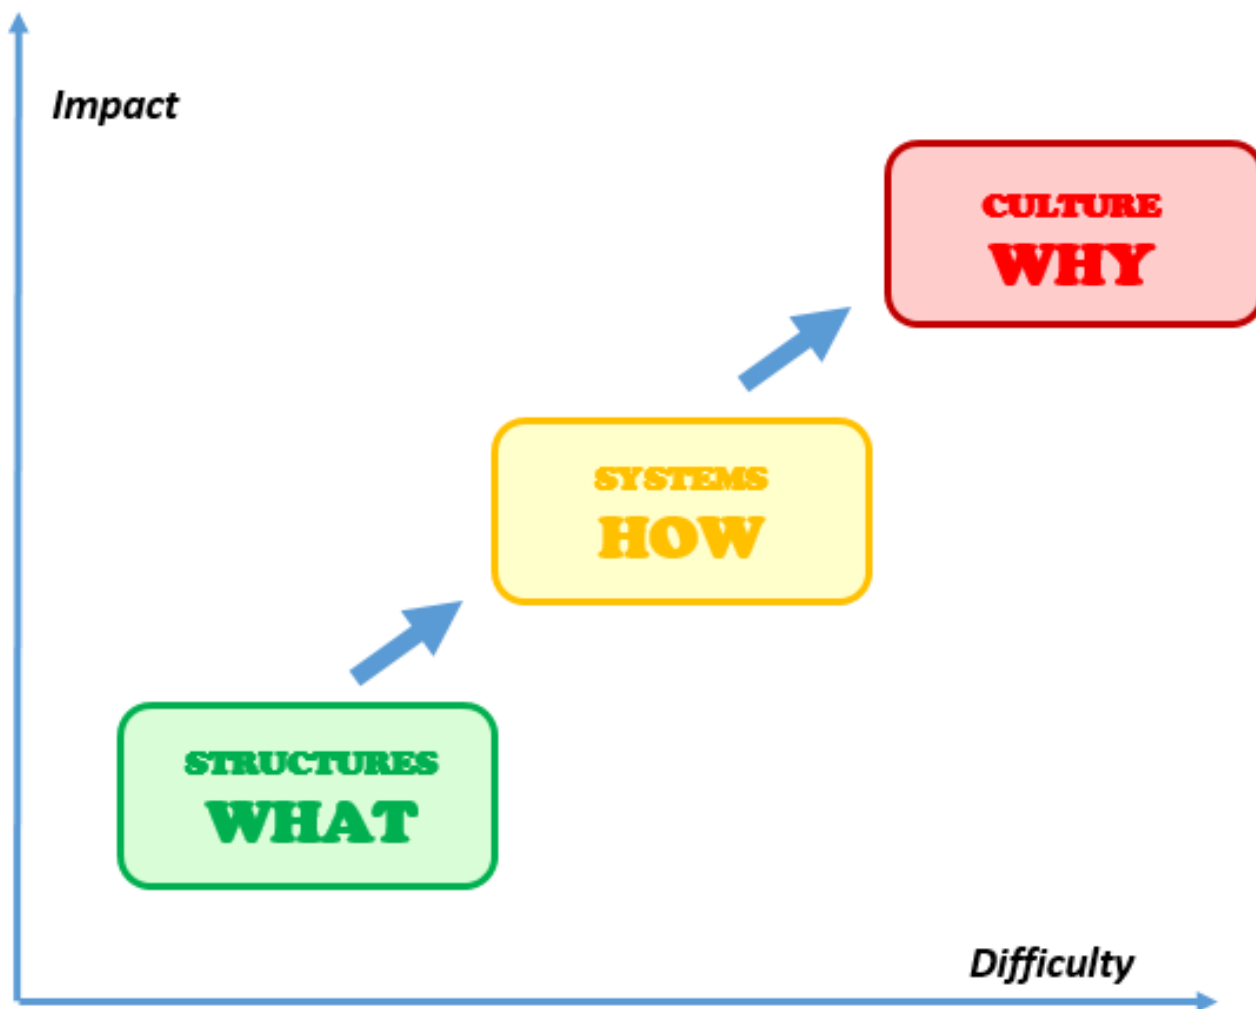 Impact
CULTURE
WHY
SYSTEMS
HOW
STRUCTURES
WHAT
Difficulty